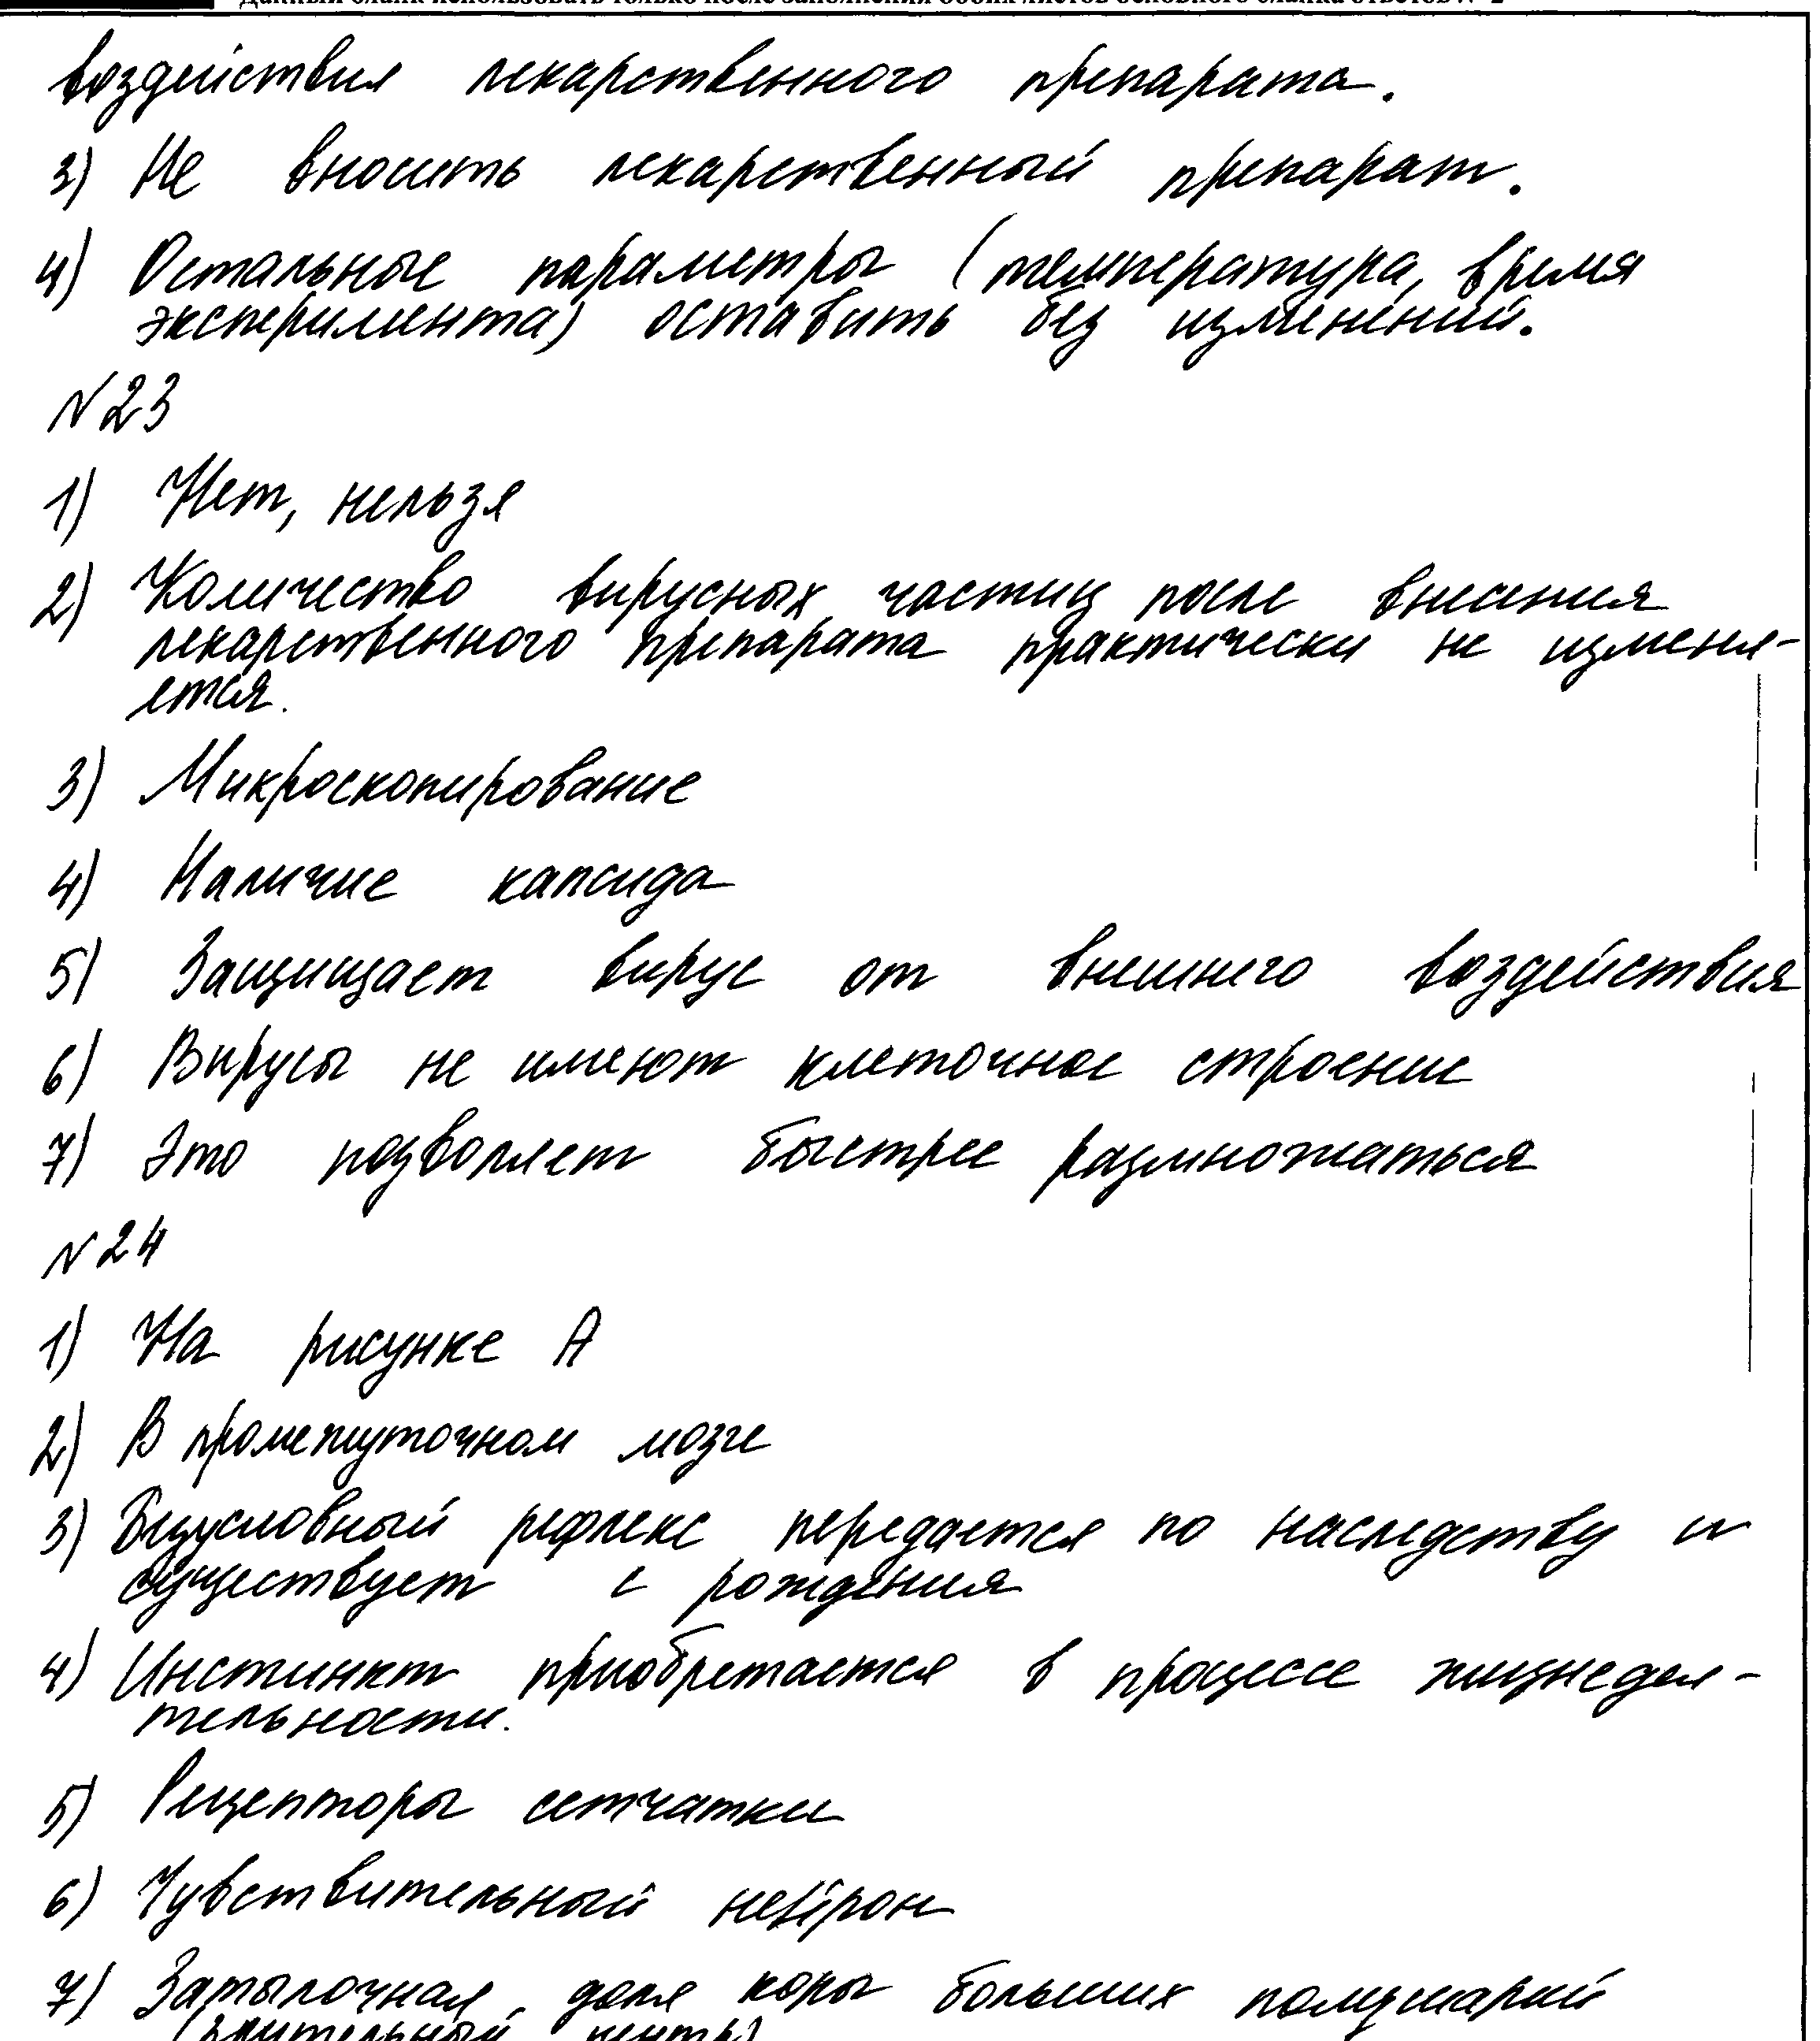 Данный бланк использовать только после заполнения обоих листов основного бланка ответов № 2
воздействия лекарственного препарата.
3) Не вносить лекарственный препарат.
4) Остальные параметры (температура, время
эксперимента) оставить без изменений.
№23
1) Нет, нельзя
2) Количество вирусных частиц после внесения
лекарственного препарата практически не изменя-
ется.
3) Микроскопирование
4) Наличие капсида
5) Защищает вирус от внешнего воздействия
6) Вирусы не имеют клеточное строение
7) Это позволяет быстрее размножаться
№24
1) На рисунке А
2) В промежуточном мозге
3) Безусловный рефлекс передается по наследству и
существует с рождения
4) Инстинкт приобретается в процессе жизнедея-
тельности.
5) Рецепторы сетчатки
6) Чувствительный нейрон
7) Затылочная доля коры больших полушарий
(зрительный центр)